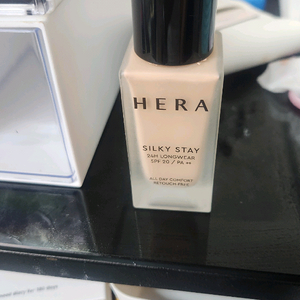 HERA
SILKY STAY
24H LONGWEAR
SPF 20 / PA ++
ALL DAY COMFORT
RETOUCH-FREE